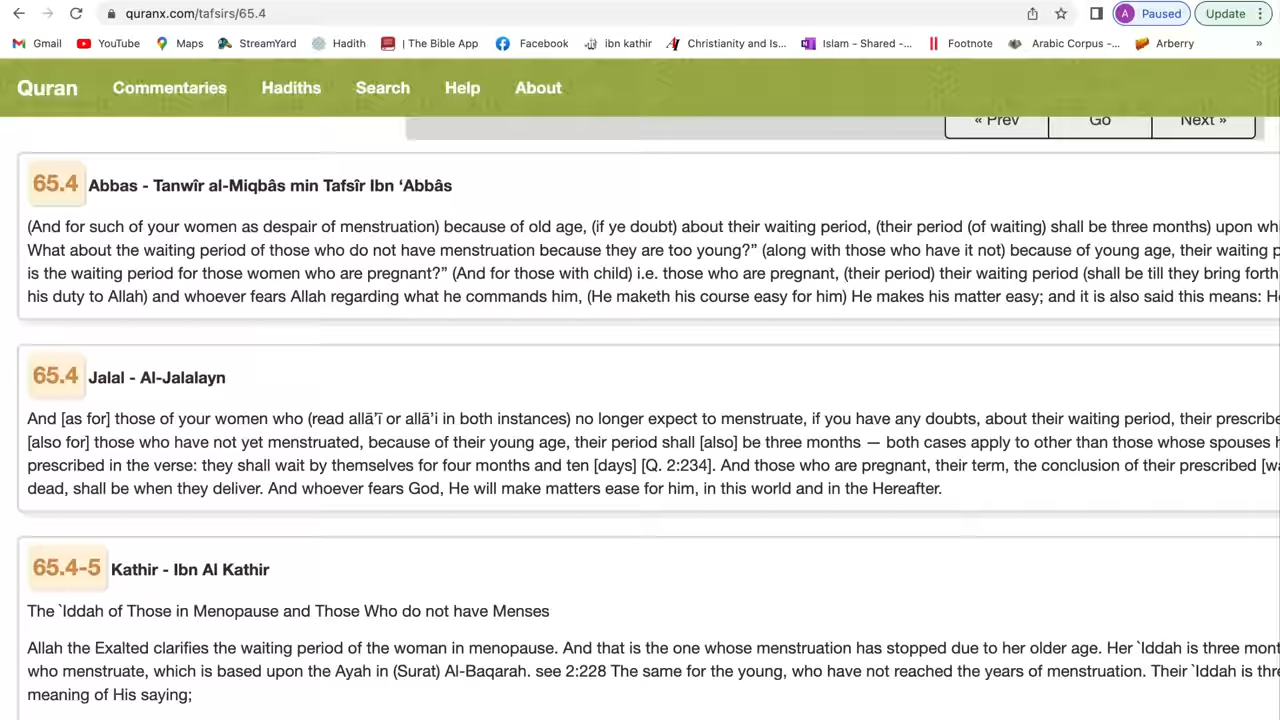 quranx.com/tafsirs/65.4
A Paused
Update
Gmail YouTube Maps StreamYard Hadith | The Bible App Facebook ibn kathir Christianity and Is... Islam – Shared -... Footnote Arabic Corpus -... Arberry »
Quran Commentaries Hadiths Search Help About
« Prev Go Next »
65.4 Abbas - Tanwîr al-Miqbâs min Tafsîr Ibn ‘Abbâs
(And for such of your women as despair of menstruation) because of old age, (if ye doubt) about their waiting period, (their period (of waiting) shall be three months) upon wh
What about the waiting period of those who do not have menstruation because they are too young?” (along with those who have it not) because of young age, their waiting p
is the waiting period for those women who are pregnant?” (And for those with child) i.e. those who are pregnant, (their period) their waiting period (shall be till they bring forth
his duty to Allah) and whoever fears Allah regarding what he commands him, (He maketh his course easy for him) He makes his matter easy; and it is also said this means: He
65.4 Jalal - Al-Jalalayn
And [as for] those of your women who (read allā’ī or allā’i in both instances) no longer expect to menstruate, if you have any doubts, about their waiting period, their prescribe
[also for] those who have not yet menstruated, because of their young age, their period shall [also] be three months — both cases apply to other than those whose spouses h
prescribed in the verse: they shall wait by themselves for four months and ten [days] [Q. 2:234]. And those who are pregnant, their term, the conclusion of their prescribed [wa
dead, shall be when they deliver. And whoever fears God, He will make matters ease for him, in this world and in the Hereafter.
65.4-5 Kathir - Ibn Al Kathir
The `Iddah of Those in Menopause and Those Who do not have Menses
Allah the Exalted clarifies the waiting period of the woman in menopause. And that is the one whose menstruation has stopped due to her older age. Her `Iddah is three mont
who menstruate, which is based upon the Ayah in (Surat) Al-Baqarah. see 2:228 The same for the young, who have not reached the years of menstruation. Their `Iddah is thre
meaning of His saying;